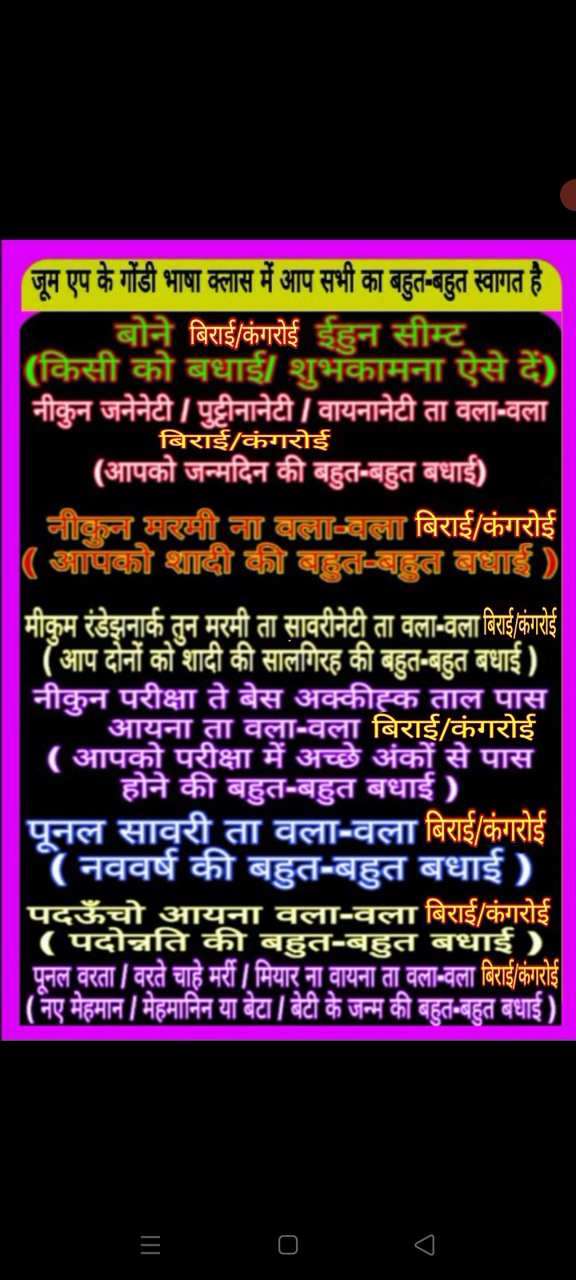 जूम एप के गोंडी भाषा क्लास में आप सभी का बहुत-बहुत स्वागत है
बोने बिराई/कंगरोई ईहुन सीम्ट
(किसी को बधाई/ शुभकामना ऐसे दें)
नीकुन जनेनेटी / पुट्टीनानेटी / वायनानेटी ता वला-वला
बिराई/कंगरोई
(आपको जन्मदिन की बहुत-बहुत बधाई)
नीकुन मरमी ना वला-वला बिराई/कंगरोई
( आपको शादी की बहुत-बहुत बधाई )
मीकुम रंडेझनार्क तुन मरमी ता सावरीनेटी ता वला-वला बिराई/कंगरोई
( आप दोनों को शादी की सालगिरह की बहुत-बहुत बधाई )
नीकुन परीक्षा ते बेस अक्कीह्क ताल पास
आयना ता वला-वला बिराई/कंगरोई
( आपको परीक्षा में अच्छे अंकों से पास
होने की बहुत-बहुत बधाई )
पूनल सावरी ता वला-वला बिराई/कंगरोई
( नववर्ष की बहुत-बहुत बधाई )
पदऊँचो आयना वला-वला बिराई/कंगरोई
( पदोन्नति की बहुत-बहुत बधाई )
पूनल वरता / वरते चाहे मर्री / मियार ना वायना ता वला-वला बिराई/कंगरोई
( नए मेहमान / मेहमानिन या बेटा / बेटी के जन्म की बहुत-बहुत बधाई )